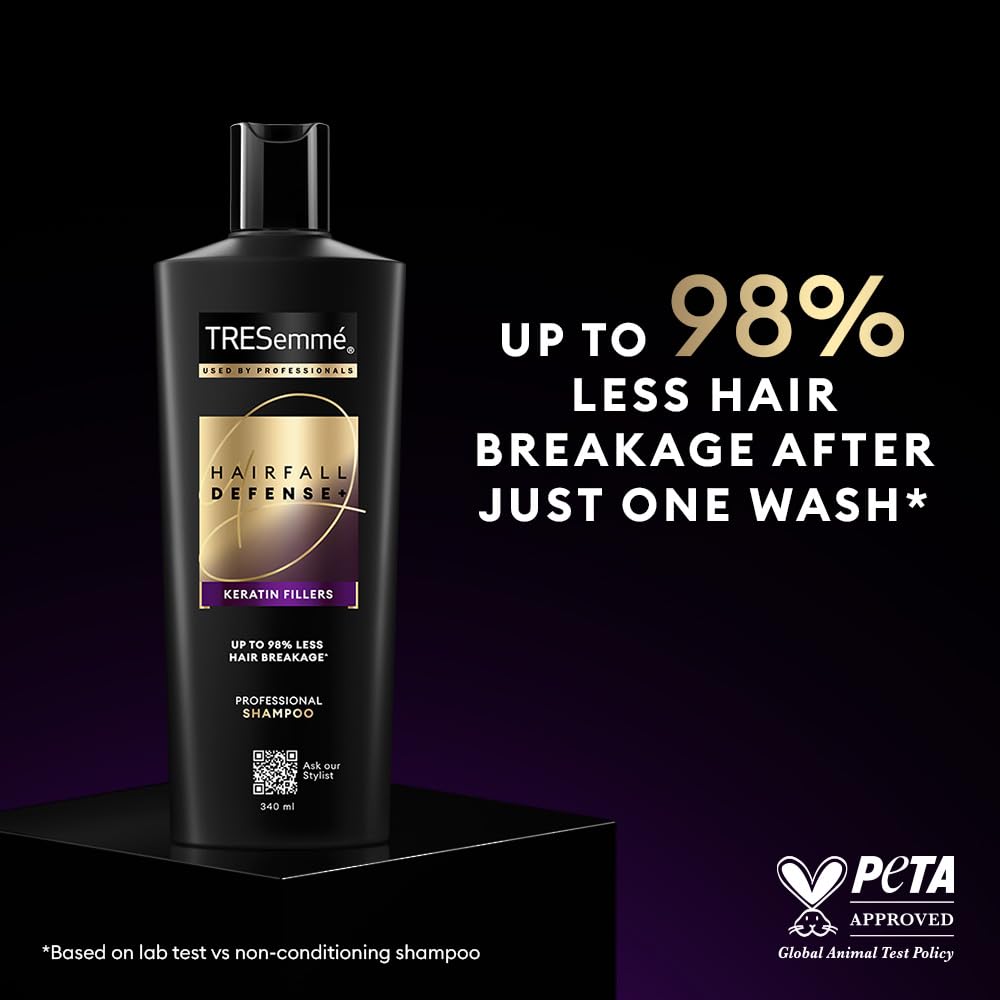 TRESemmé®
USED BY PROFESSIONALS
HAIRFALL
DEFENSE+
KERATIN FILLERS
UP TO 98% LESS
HAIR BREAKAGE*
PROFESSIONAL
SHAMPOO
Ask our
Stylist
340 ml
UP TO 98%
LESS HAIR
BREAKAGE AFTER
JUST ONE WASH*
PETA
APPROVED
Global Animal Test Policy
*Based on lab test vs non-conditioning shampoo